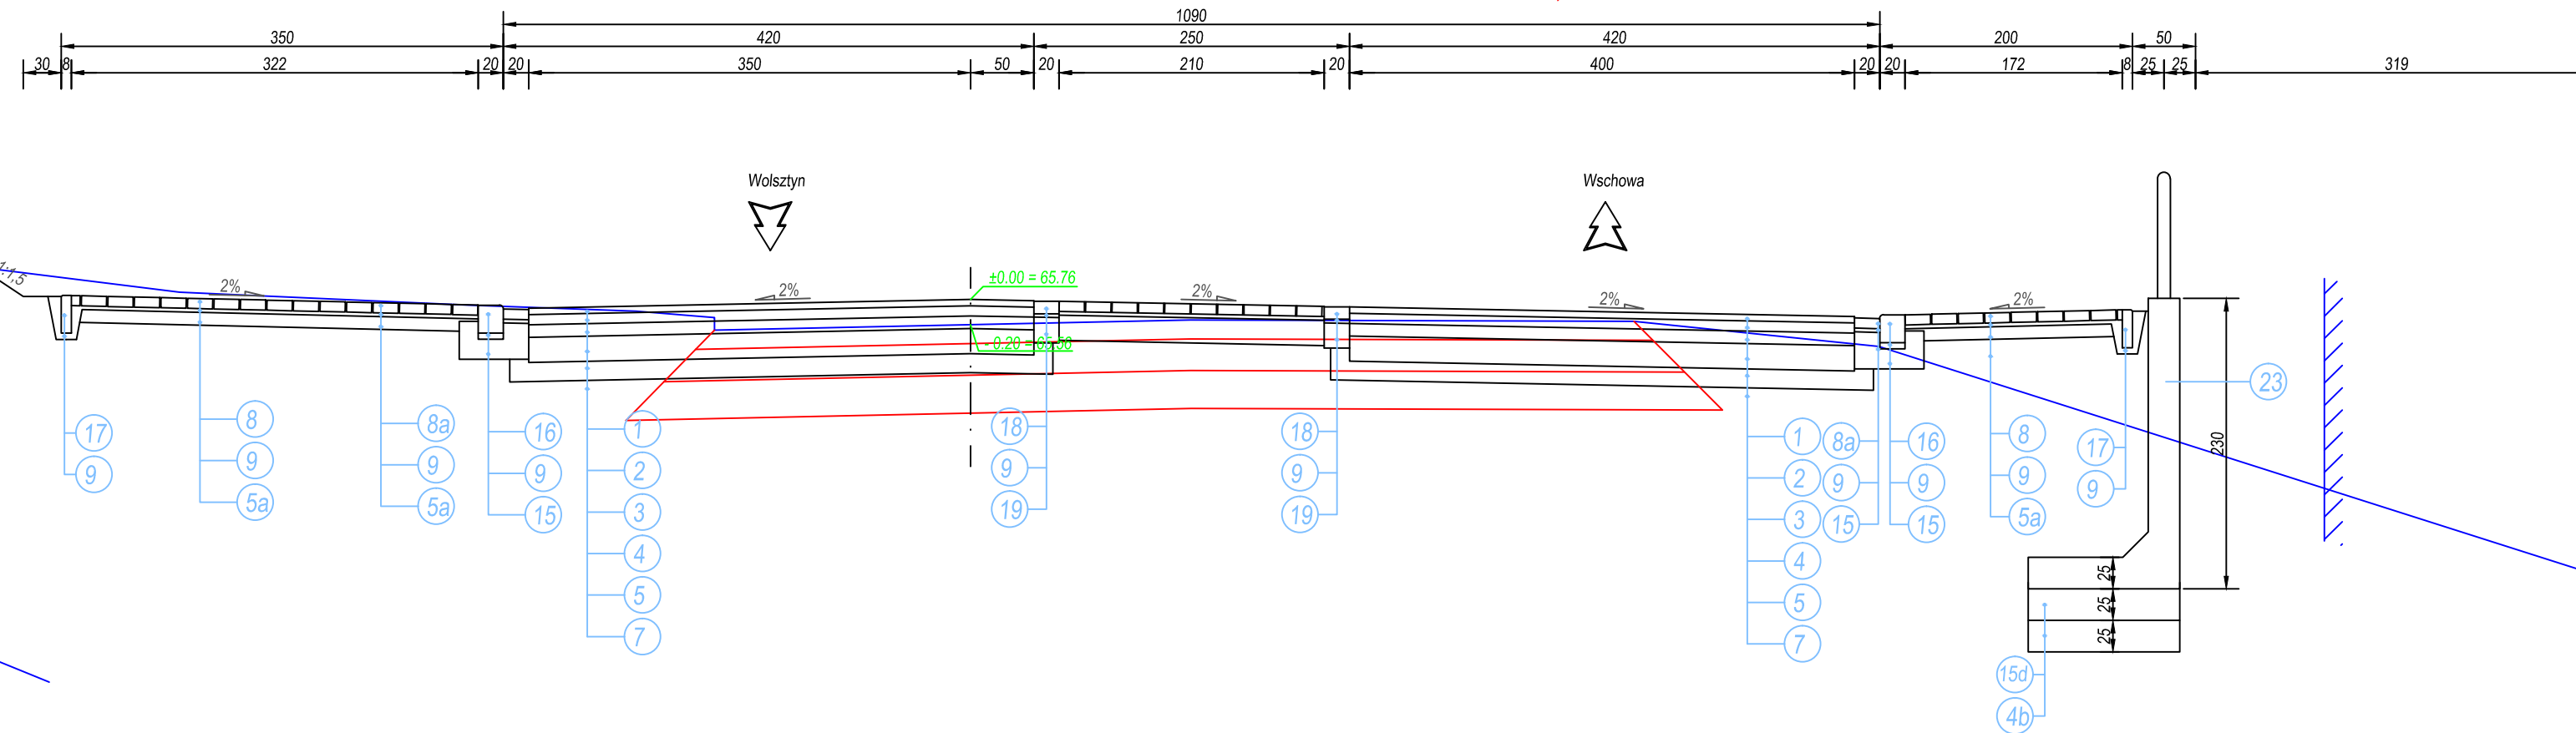 1090
350 420 250 420 200 50
30 8 322 20 20 350 50 20 210 20 400 20 20 172 8 25 25 319
Wolsztyn Wschowa
1:1,5
2% 2% ±0.00 = 65.76 2% 2% 2%
- 0.20 = 65.56
17 8 8a 16 1 18 18 1 8a 16 8 17 23
9 9 9 9 2 9 9 2 9 9 9 9 230
5a 5a 15 3 19 19 3 15 15 5a
4 4
5 5 25
7 7 25
25
15d
4b